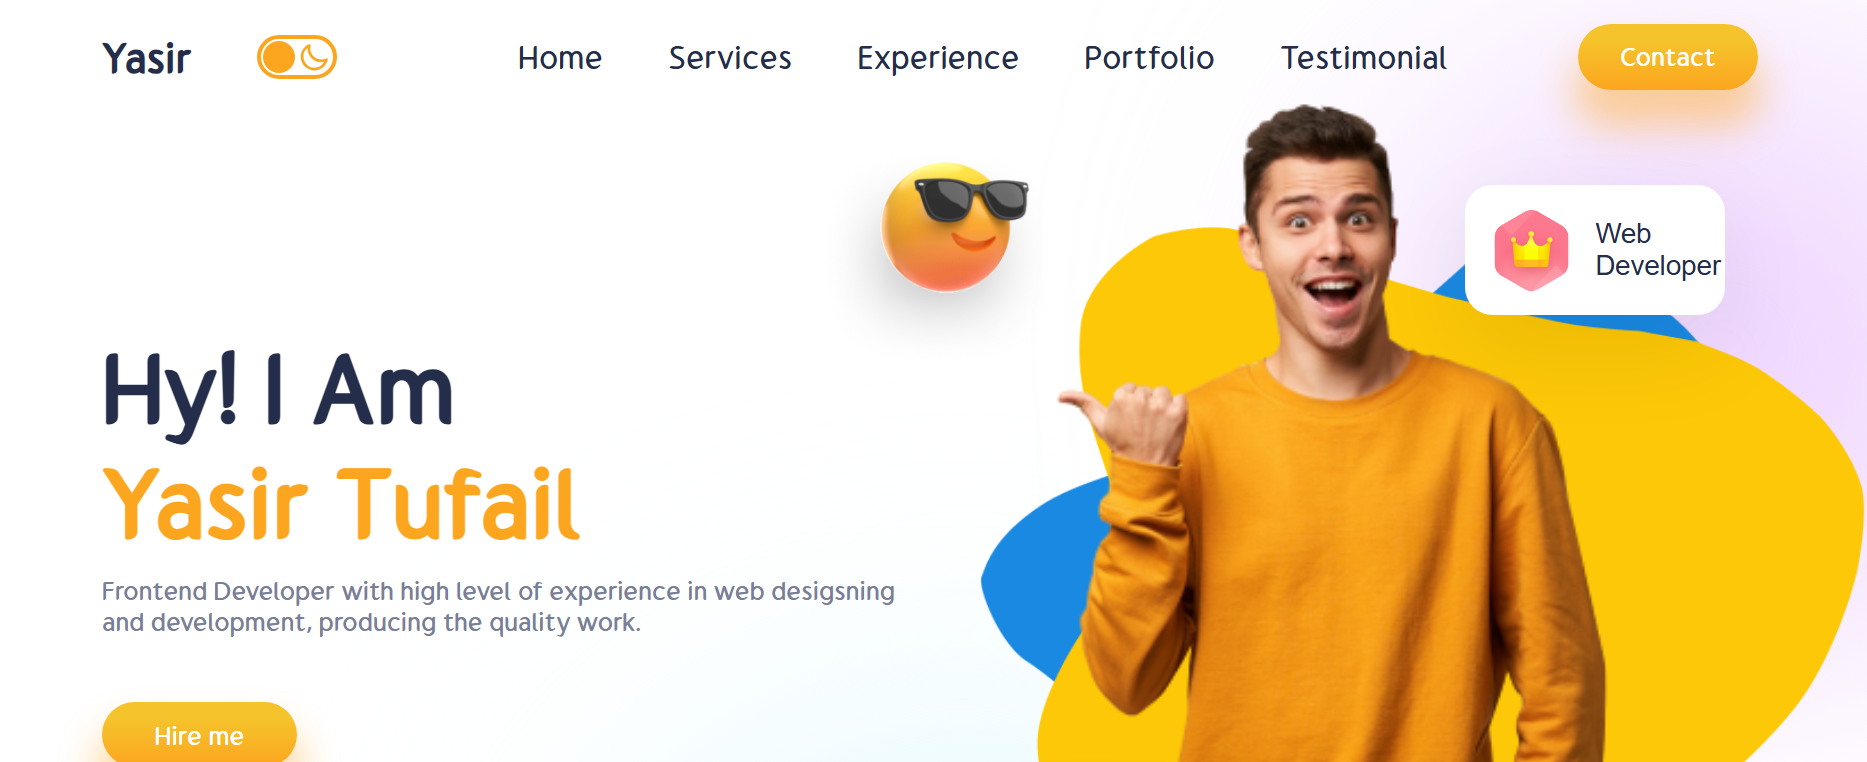 Yasir
Home Services Experience Portfolio Testimonial
Contact
Web
Developer
Hy! I Am
Yasir Tufail
Frontend Developer with high level of experience in web desigsning
and development, producing the quality work.
Hire me